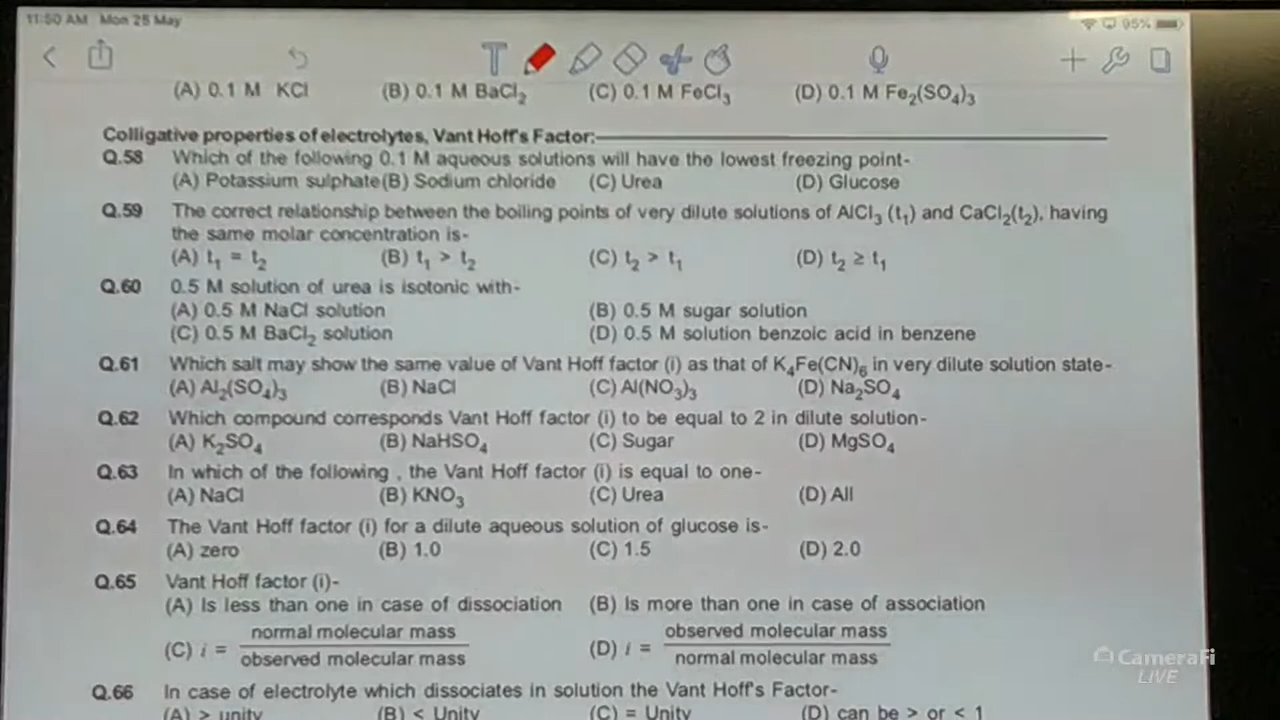 11:50 AM Mon 25 May 95%
T
(A) 0.1 M KCl (B) 0.1 M BaCl₂ (C) 0.1 M FeCl₃ (D) 0.1 M Fe₂(SO₄)₃
Colligative properties of electrolytes, Vant Hoff's Factor:
Q.58 Which of the following 0.1 M aqueous solutions will have the lowest freezing point-
(A) Potassium sulphate (B) Sodium chloride (C) Urea (D) Glucose
Q.59 The correct relationship between the boiling points of very dilute solutions of AlCl₃ (t₁) and CaCl₂(t₂), having
the same molar concentration is-
(A) t₁ = t₂ (B) t₁ > t₂ (C) t₂ > t₁ (D) t₂ ≥ t₁
Q.60 0.5 M solution of urea is isotonic with-
(A) 0.5 M NaCl solution (B) 0.5 M sugar solution
(C) 0.5 M BaCl₂ solution (D) 0.5 M solution benzoic acid in benzene
Q.61 Which salt may show the same value of Vant Hoff factor (i) as that of K₄Fe(CN)₆ in very dilute solution state-
(A) Al₂(SO₄)₃ (B) NaCl (C) Al(NO₃)₃ (D) Na₂SO₄
Q.62 Which compound corresponds Vant Hoff factor (i) to be equal to 2 in dilute solution-
(A) K₂SO₄ (B) NaHSO₄ (C) Sugar (D) MgSO₄
Q.63 In which of the following , the Vant Hoff factor (i) is equal to one-
(A) NaCl (B) KNO₃ (C) Urea (D) All
Q.64 The Vant Hoff factor (i) for a dilute aqueous solution of glucose is-
(A) zero (B) 1.0 (C) 1.5 (D) 2.0
Q.65 Vant Hoff factor (i)-
(A) Is less than one in case of dissociation (B) Is more than one in case of association
(C) i = normal molecular mass / observed molecular mass (D) i = observed molecular mass / normal molecular mass
CameraFi
LIVE
Q.66 In case of electrolyte which dissociates in solution the Vant Hoff's Factor-
(A) > unity (B) < Unity (C) = Unity (D) can be > or < 1